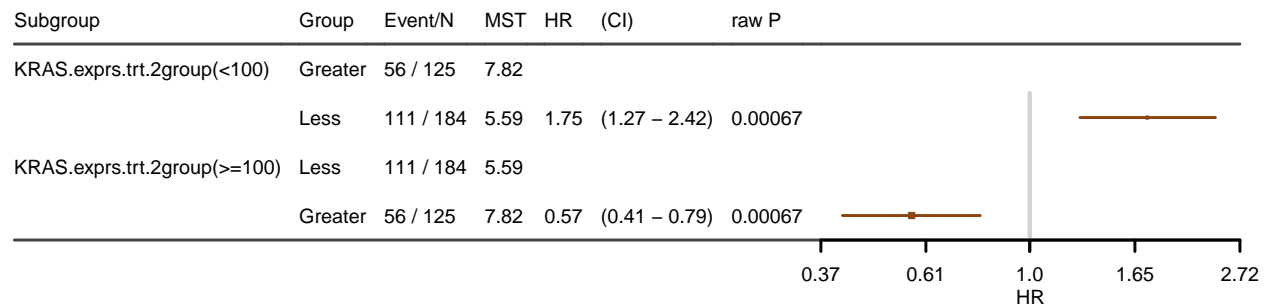 Subgroup Group Event/N MST HR (CI) raw P
KRAS.exprs.trt.2group(<100) Greater 56 / 125 7.82
Less 111 / 184 5.59 1.75 (1.27 − 2.42) 0.00067
KRAS.exprs.trt.2group(>=100) Less 111 / 184 5.59
Greater 56 / 125 7.82 0.57 (0.41 − 0.79) 0.00067
0.37 0.61 1.0 1.65 2.72
HR